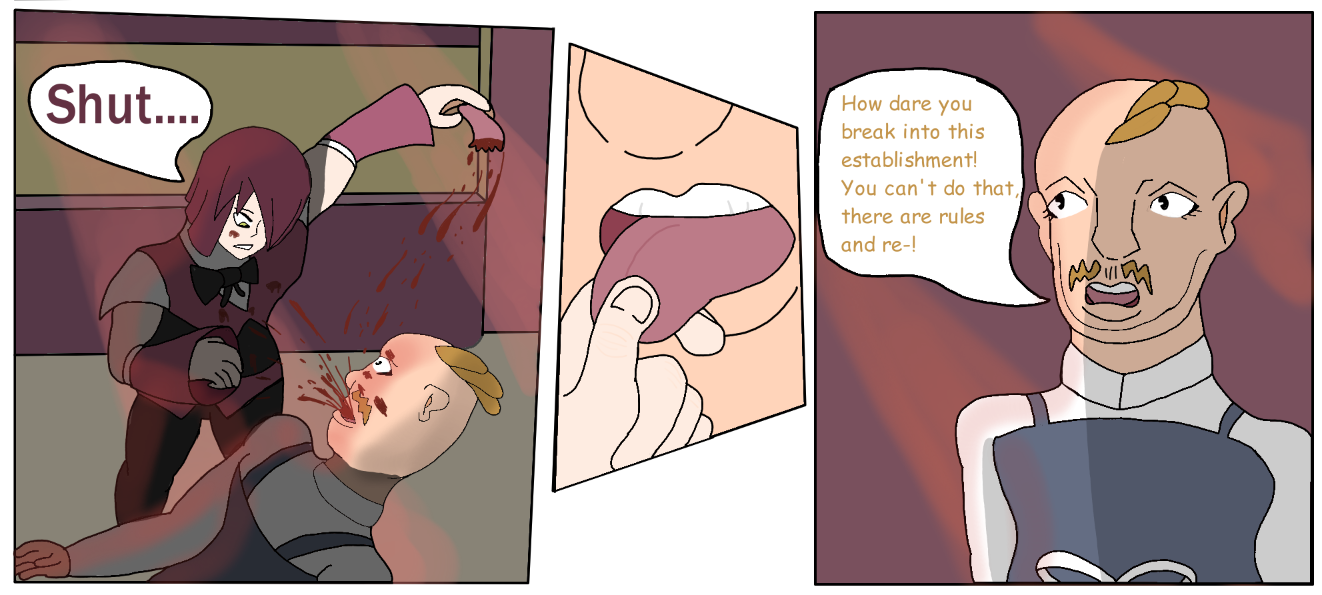 How dare you
break into this
establishment!
You can't do that,
there are rules
and re-!
Shut....